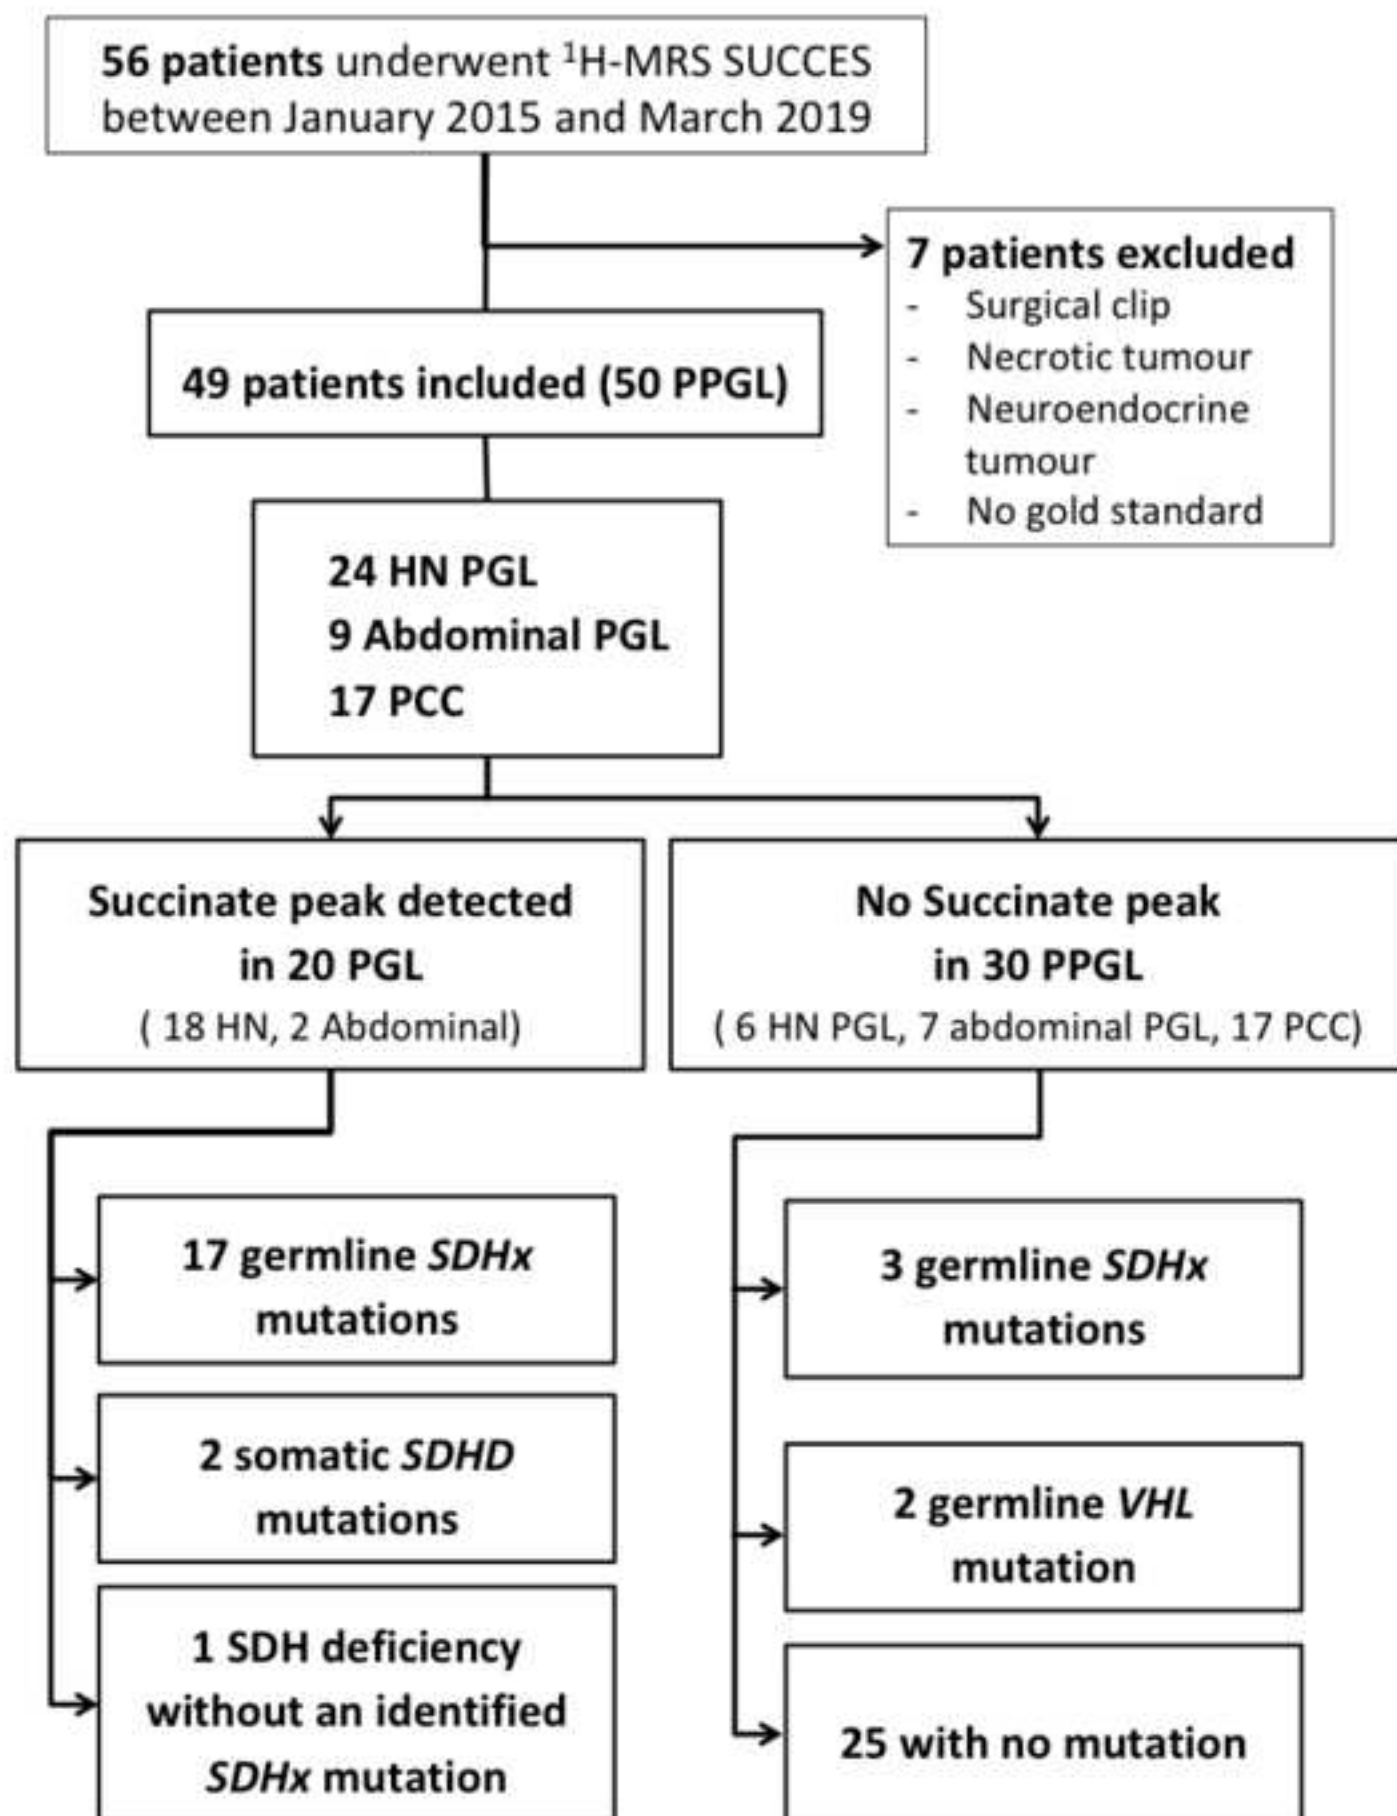 56 patients underwent ¹H-MRS SUCCES
between January 2015 and March 2019
7 patients excluded
- Surgical clip
- Necrotic tumour
- Neuroendocrine
tumour
- No gold standard
49 patients included (50 PPGL)
24 HN PGL
9 Abdominal PGL
17 PCC
Succinate peak detected
in 20 PGL
( 18 HN, 2 Abdominal)
No Succinate peak
in 30 PPGL
( 6 HN PGL, 7 abdominal PGL, 17 PCC)
17 germline SDHx
mutations
2 somatic SDHD
mutations
1 SDH deficiency
without an identified
SDHx mutation
3 germline SDHx
mutations
2 germline VHL
mutation
25 with no mutation